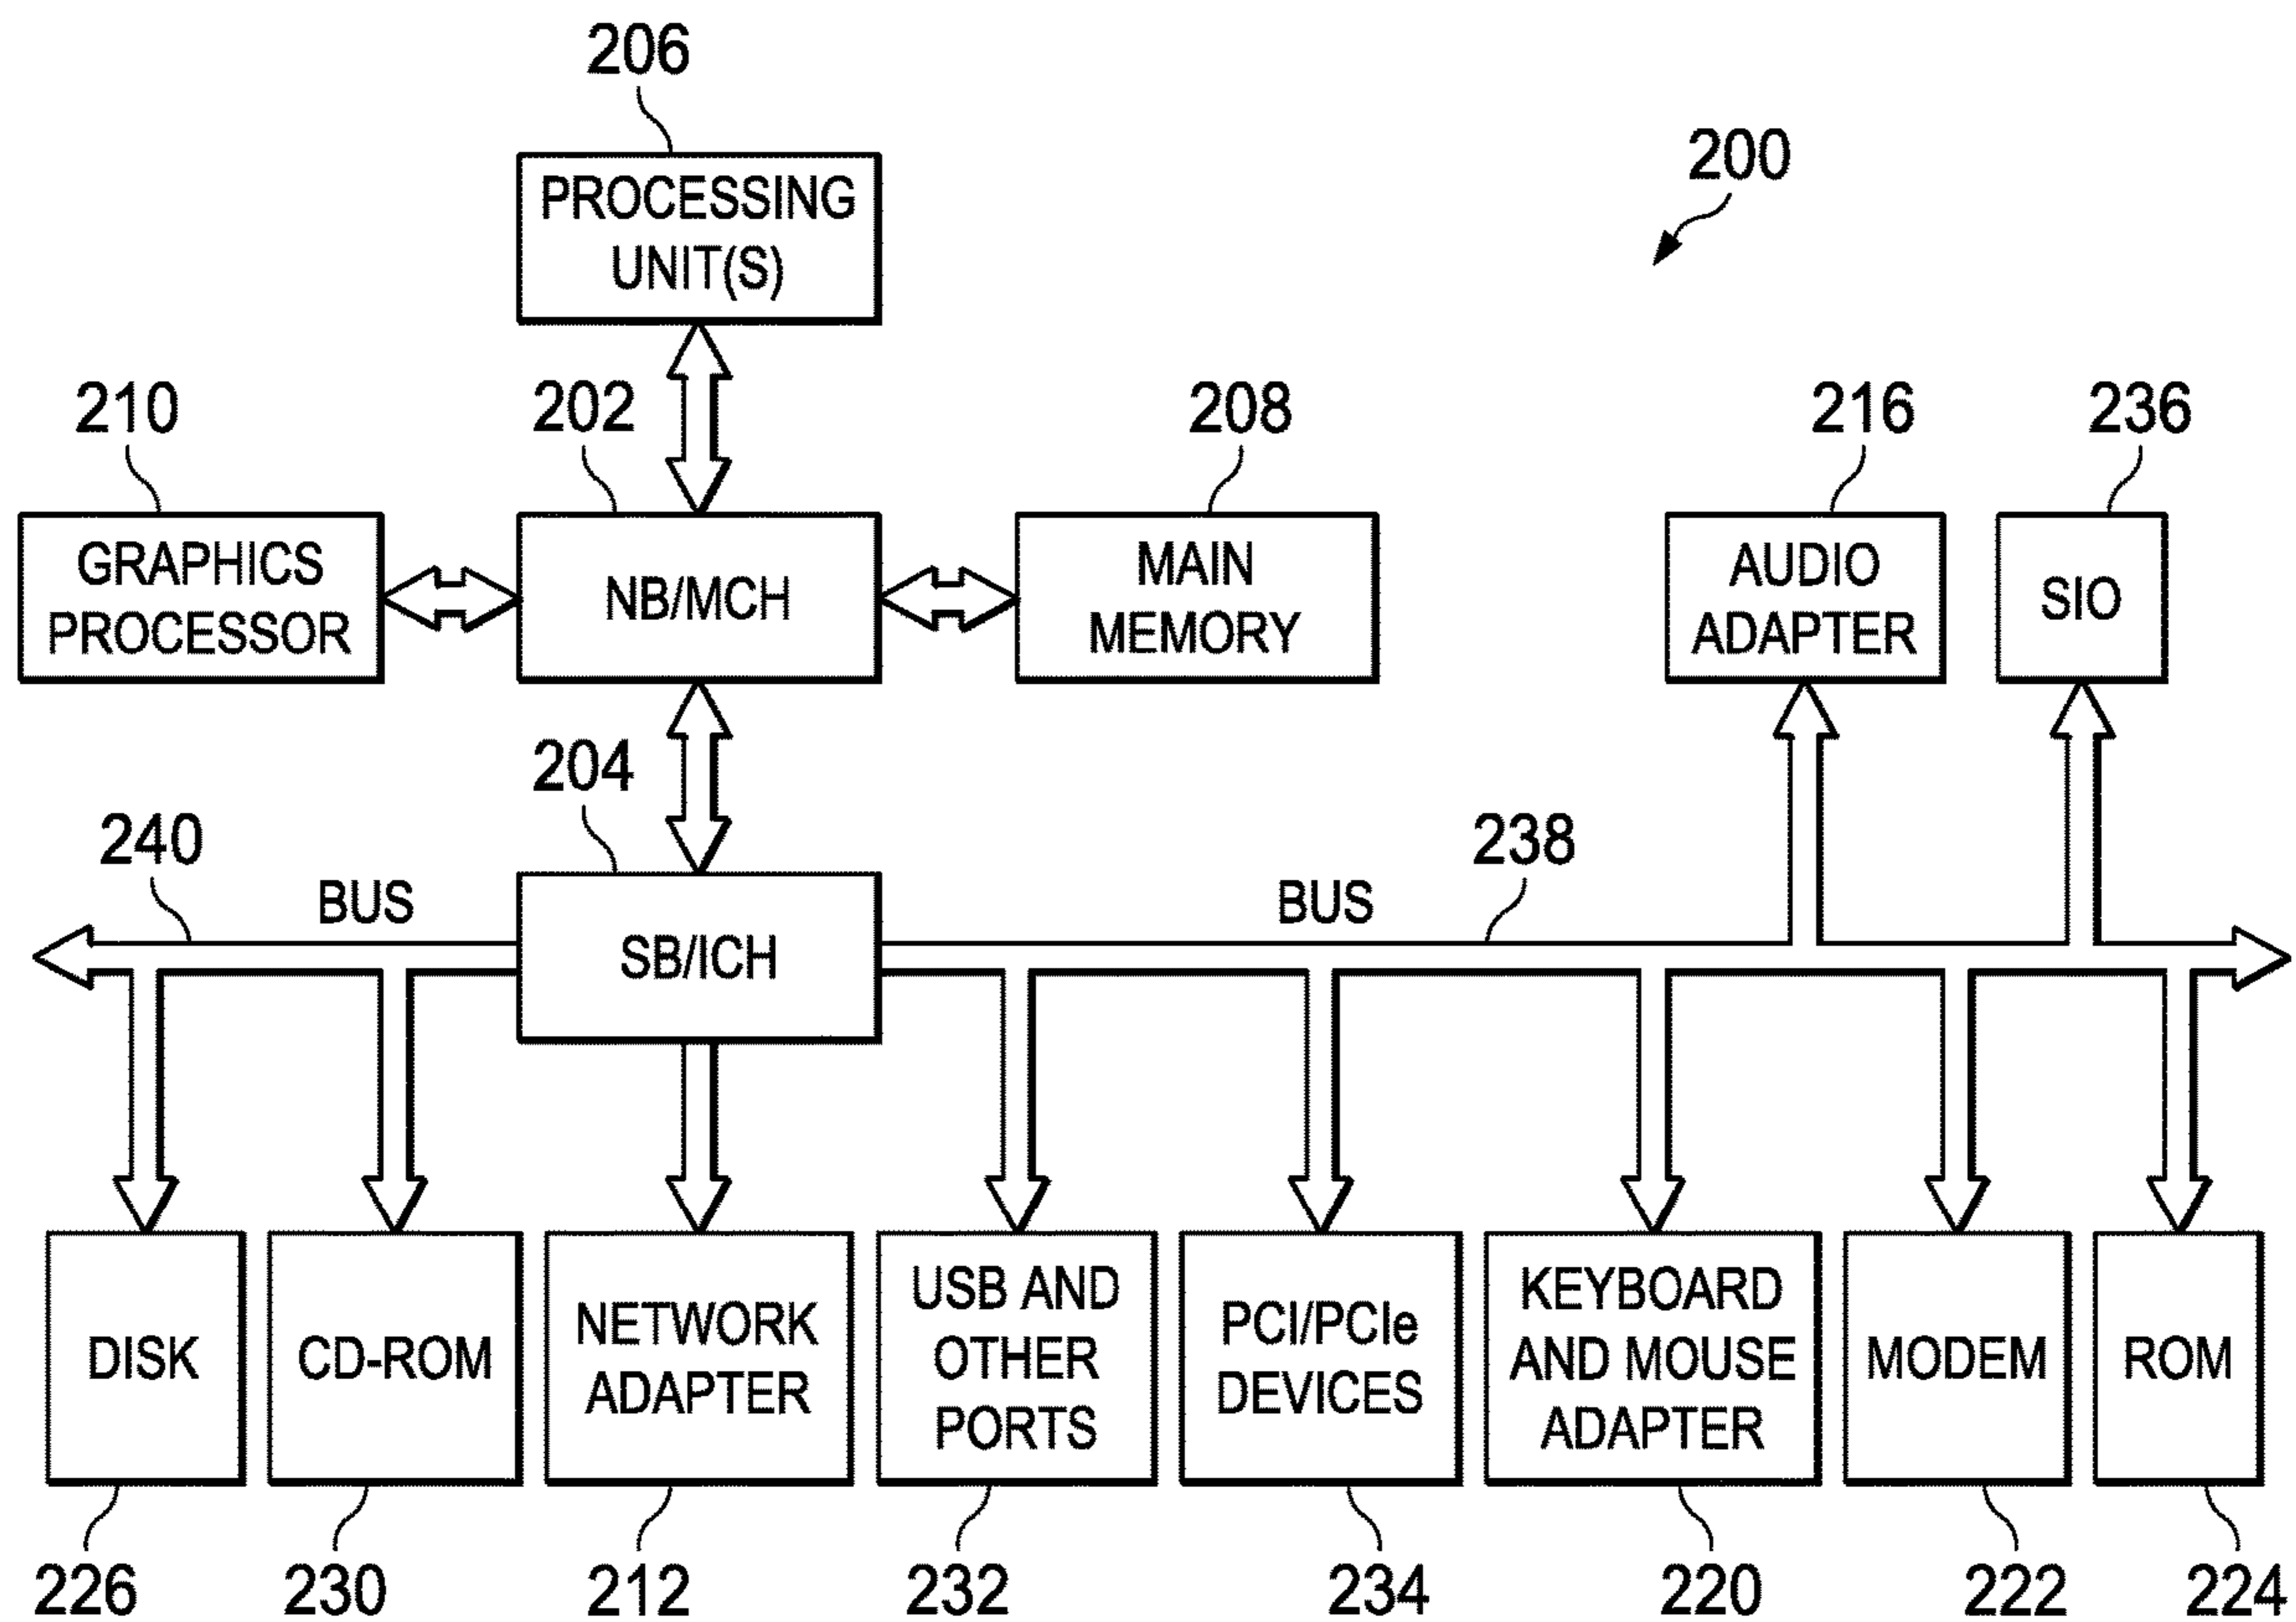 206
PROCESSING
UNIT(S)
200
210
202
208
216
236
GRAPHICS
PROCESSOR
NB/MCH
MAIN
MEMORY
AUDIO
ADAPTER
SIO
204
240
BUS
SB/ICH
BUS
238
DISK
CD-ROM
NETWORK
ADAPTER
USB AND
OTHER
PORTS
PCI/PCIe
DEVICES
KEYBOARD
AND MOUSE
ADAPTER
MODEM
ROM
226
230
212
232
234
220
222
224